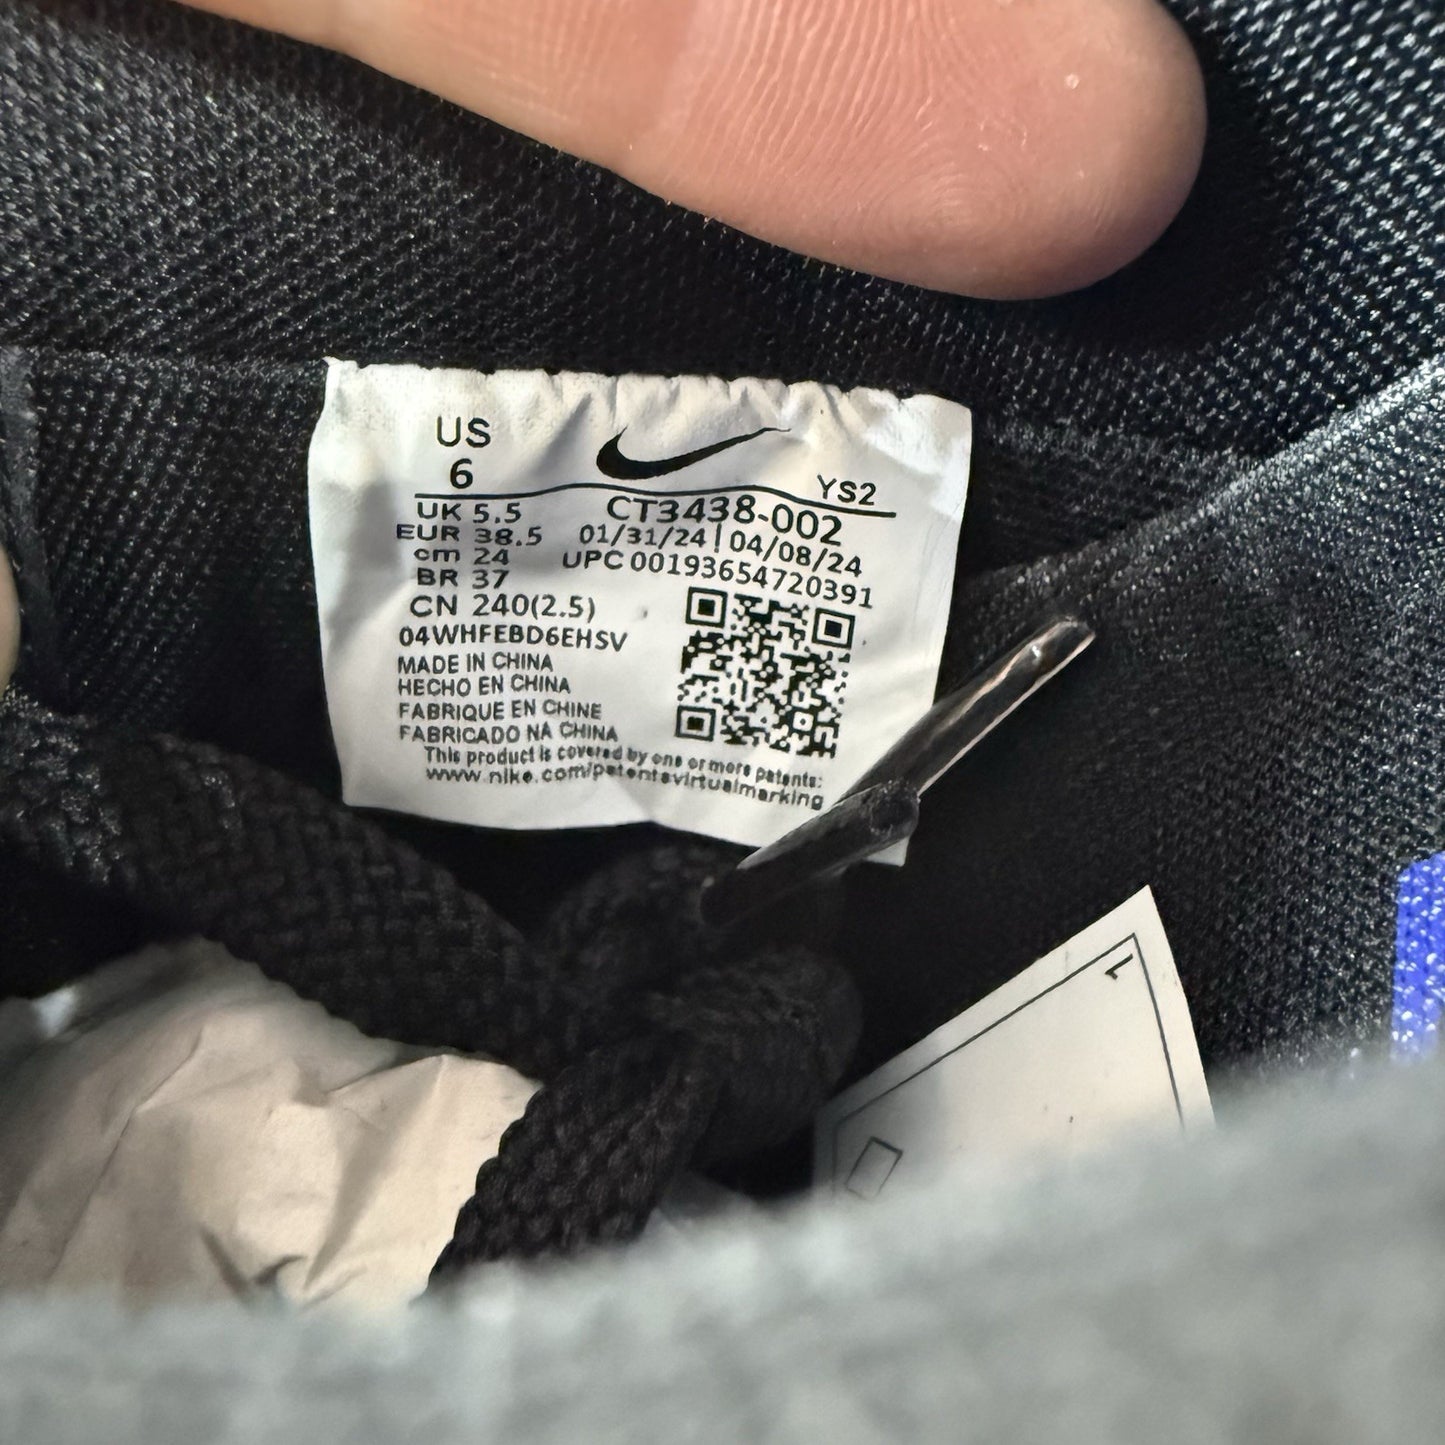 US
6
YS2
UK 5.5
CT3438-002
EUR 38.5
01/31/24 | 04/08/24
cm 24
UPC 00193654720391
BR 37
CN 240(2.5)
04WHFEBD6EHSV
MADE IN CHINA
HECHO EN CHINA
FABRIQUE EN CHINE
FABRICADO NA CHINA
This product is covered by one or more patents:
www.nike.com/patentsvirtualmarking
1